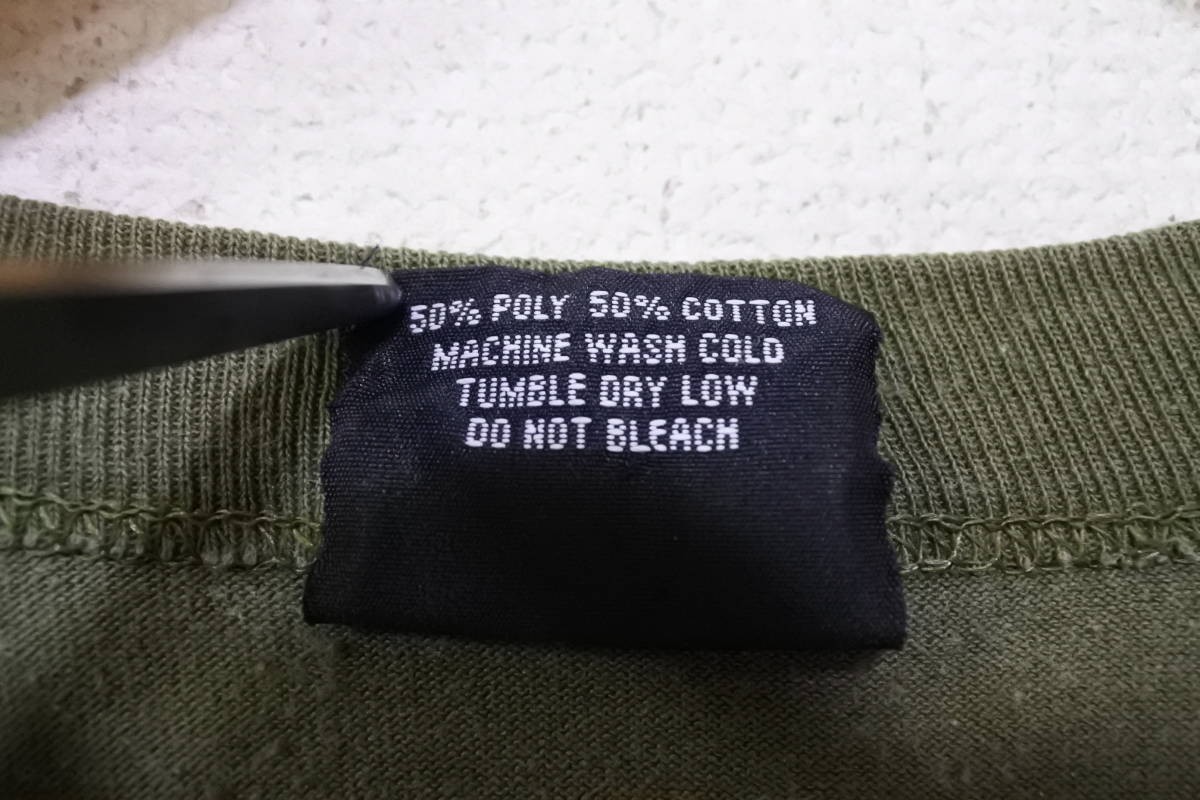 50% POLY 50% COTTON
MACHINE WASH COLD
TUMBLE DRY LOW
DO NOT BLEACH